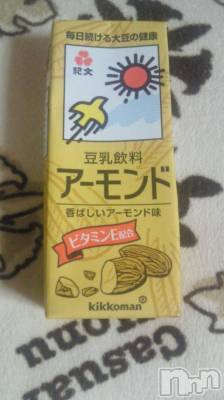 毎日続ける大豆の健康
紀文
豆乳飲料
アーモンド
香ばしいアーモンド味
ビタミンE配合
kikkoman®
Casual
nn